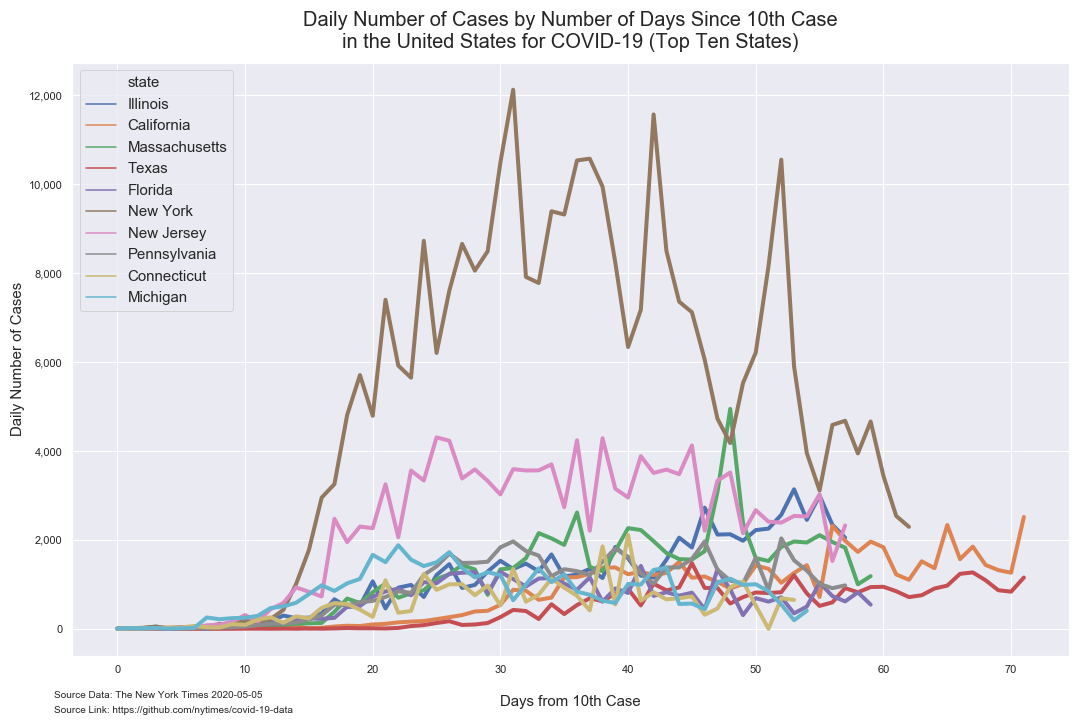 Daily Number of Cases by Number of Days Since 10th Case
in the United States for COVID-19 (Top Ten States)
state
Illinois
California
Massachusetts
Texas
Florida
New York
New Jersey
Pennsylvania
Connecticut
Michigan
Daily Number of Cases
12,000
10,000
8,000
6,000
4,000
2,000
0
0 10 20 30 40 50 60 70
Days from 10th Case
Source Data: The New York Times 2020-05-05
Source Link: https://github.com/nytimes/covid-19-data